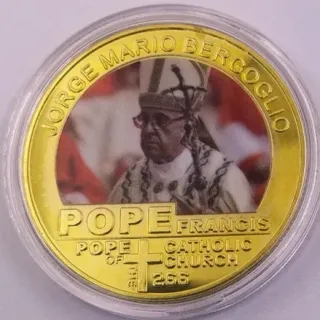 JORGE MARIO BERGOGLIO
POPE FRANCIS
POPE OF THE
CATHOLIC
CHURCH
266